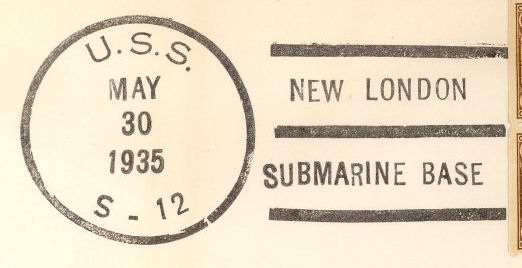 U.S.S.
MAY
30
1935
S - 12
NEW LONDON
SUBMARINE BASE